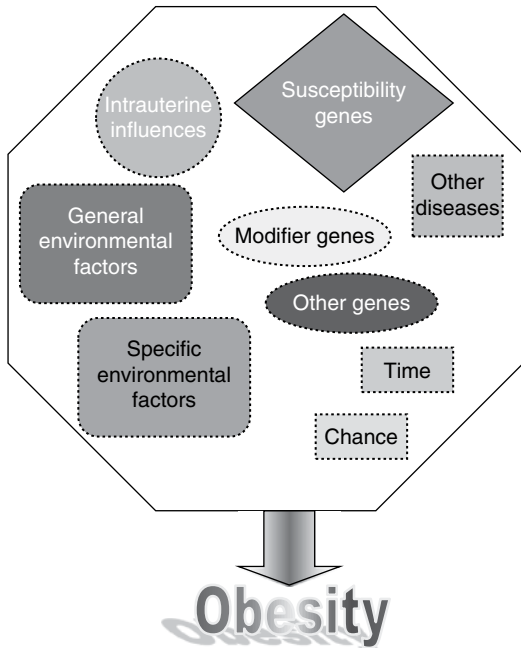 Intrauterine
influences
Susceptibility
genes
Other
diseases
General
environmental
factors
Modifier genes
Other genes
Specific
environmental
factors
Time
Chance
Obesity